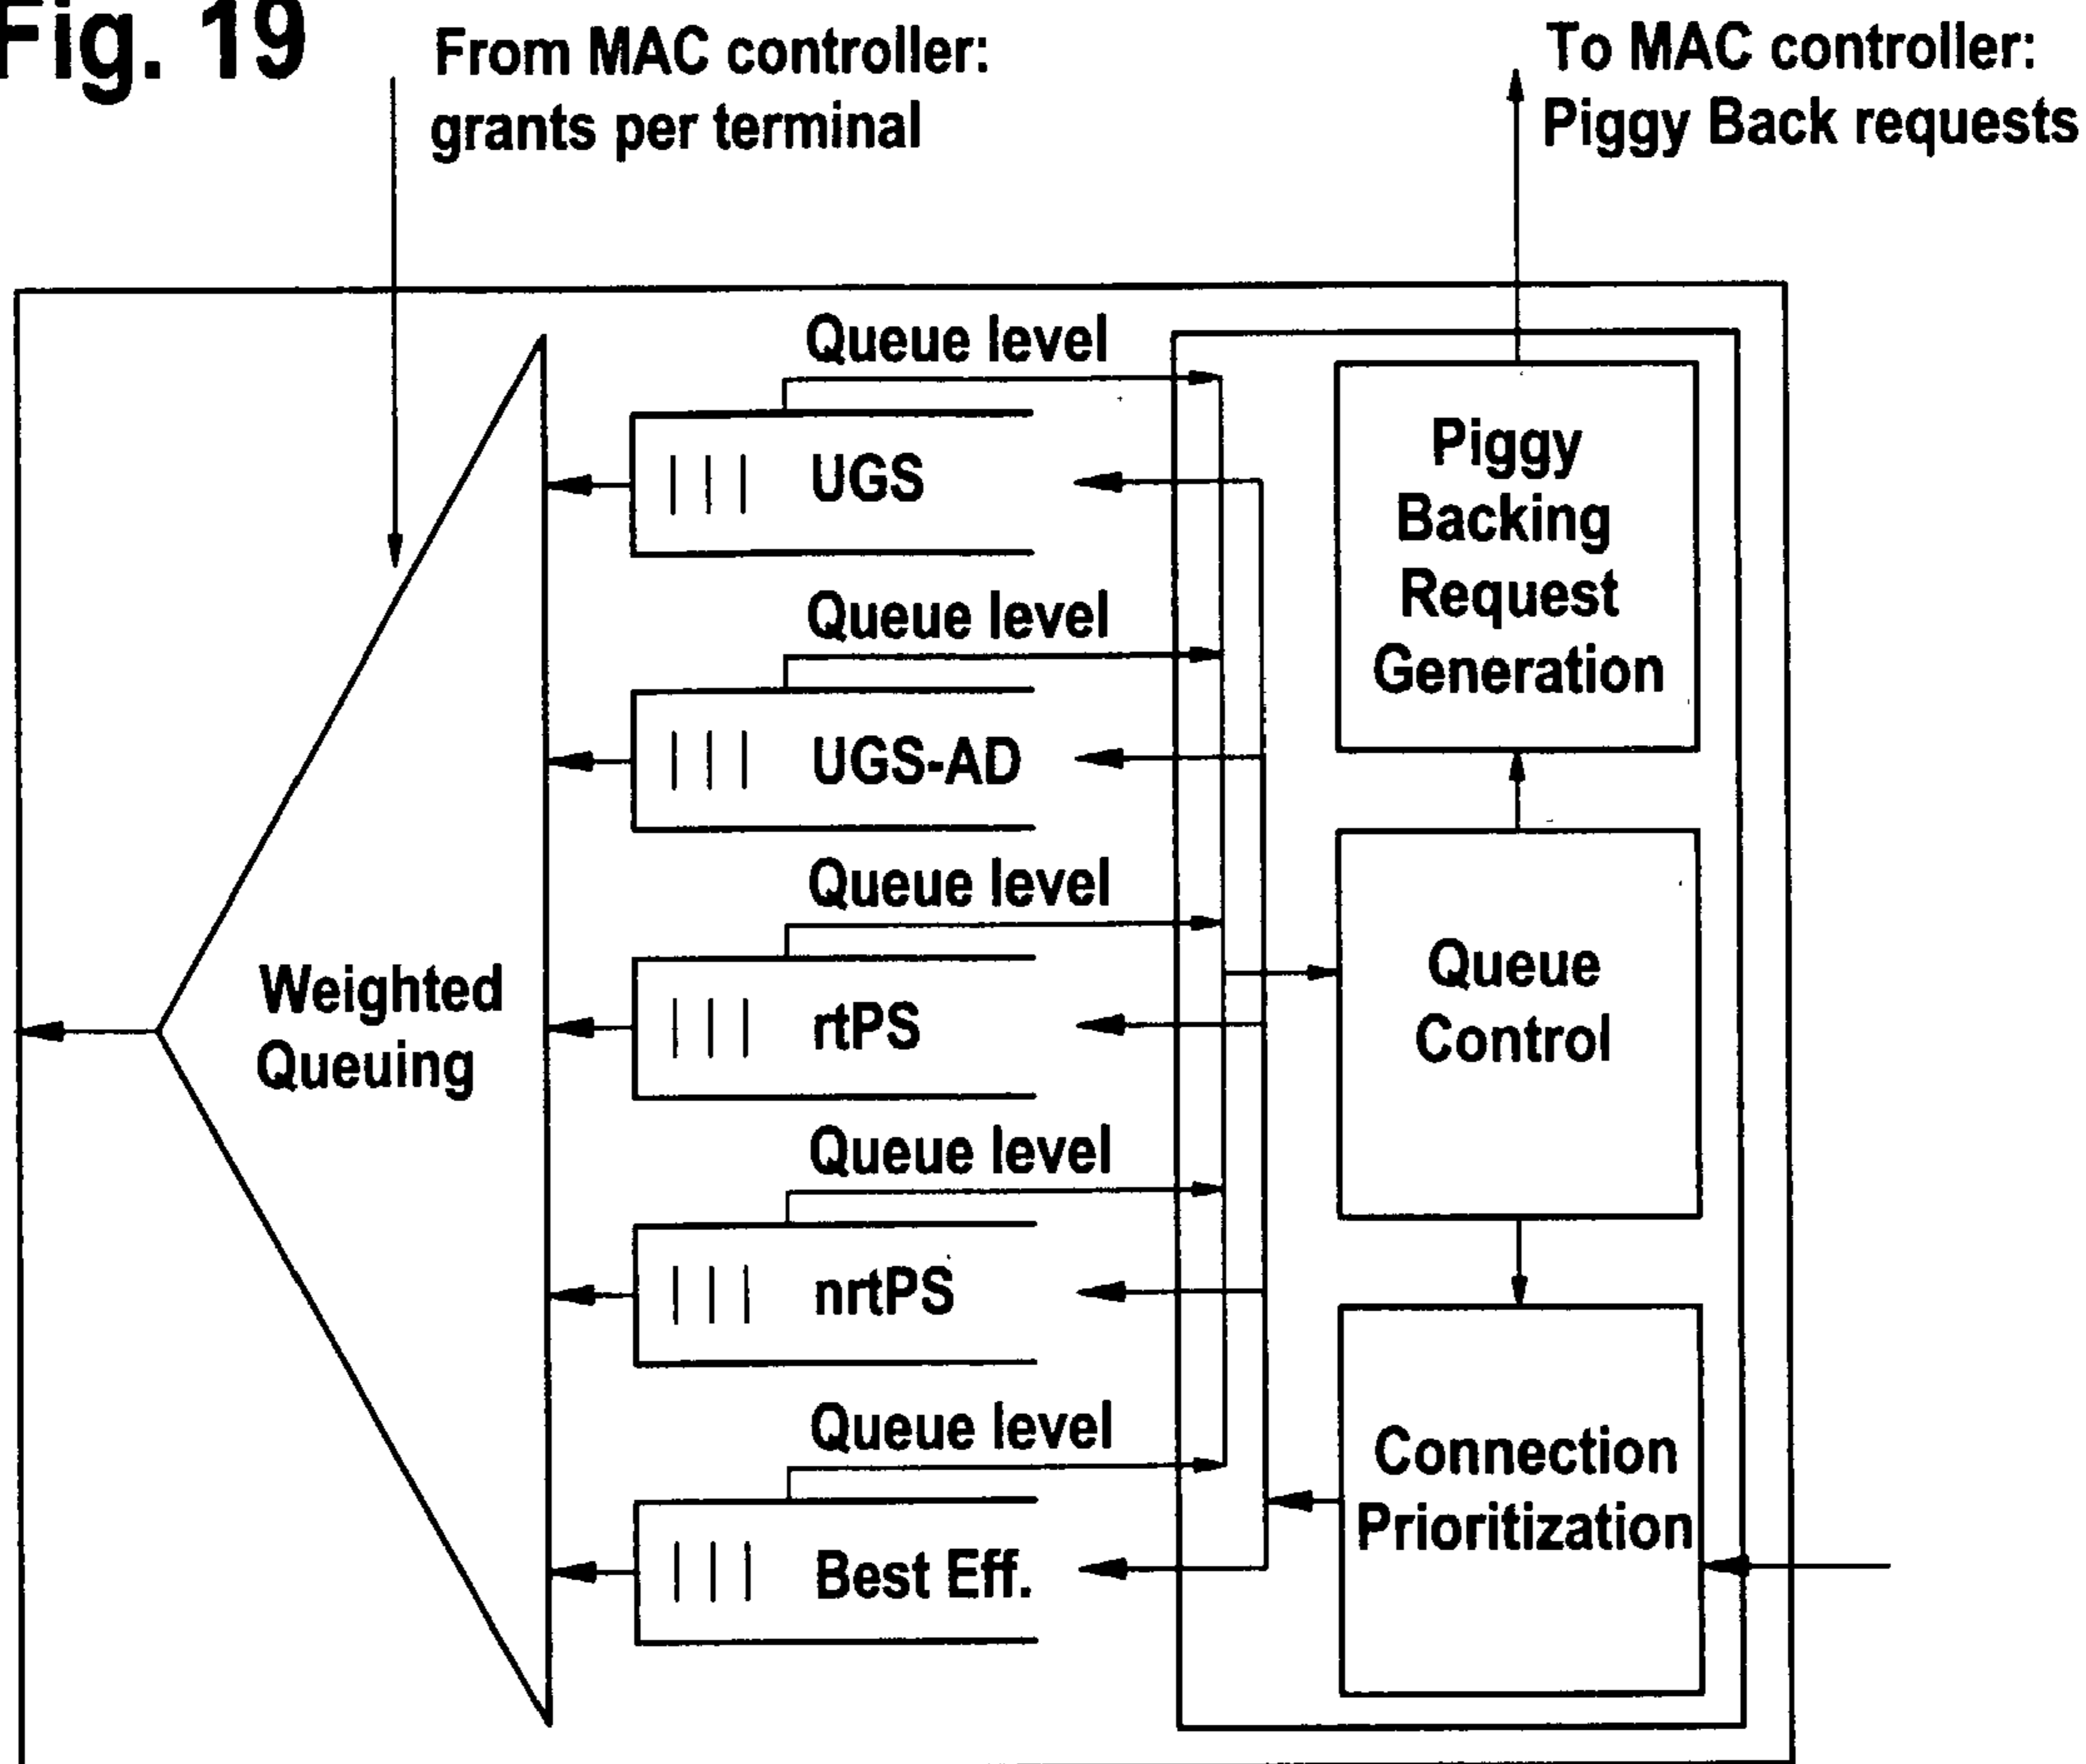 Fig. 19
From MAC controller:
grants per terminal
To MAC controller:
Piggy Back requests
Queue level
UGS
Queue level
UGS-AD
Queue level
rtPS
Queue level
nrtPS
Queue level
Best Eff.
Weighted
Queuing
Piggy
Backing
Request
Generation
Queue
Control
Connection
Prioritization